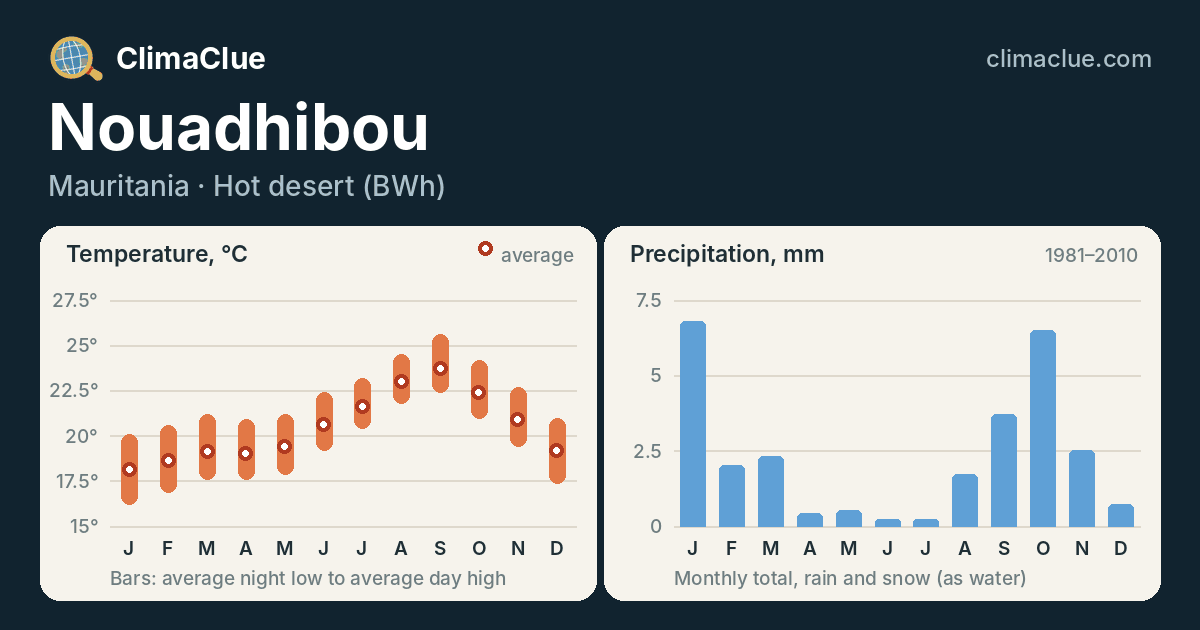 ClimaClue
climaclue.com
Nouadhibou
Mauritania · Hot desert (BWh)
Temperature, °C
average
27.5°
25°
22.5°
20°
17.5°
15°
J F M A M J J A S O N D
Bars: average night low to average day high
Precipitation, mm
1981–2010
7.5
5
2.5
0
J F M A M J J A S O N D
Monthly total, rain and snow (as water)